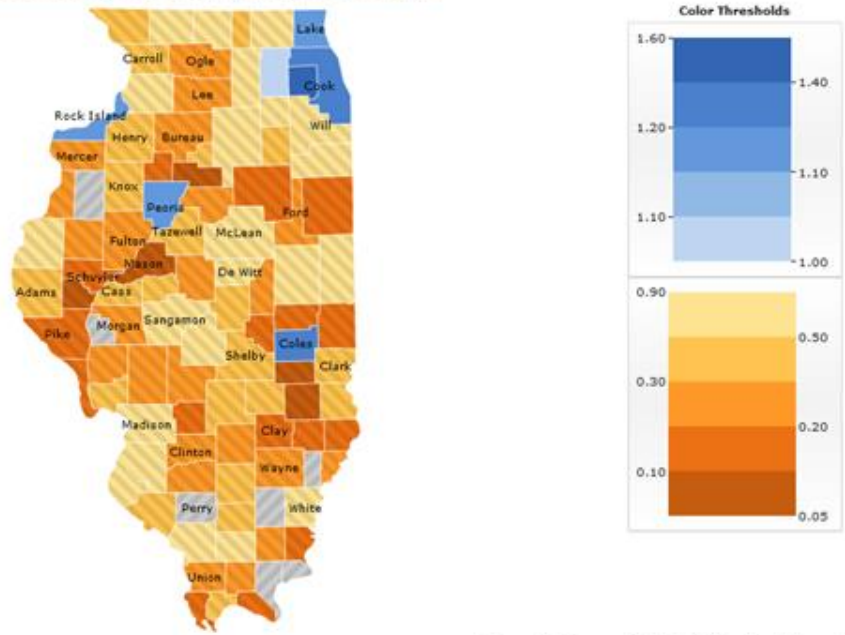 Color Thresholds
Lake
Carroll
Ogle
Cook
Lee
Rock Island
Will
Henry
Bureau
Mercer
Knox
Peoria
Ford
Tazewell
McLean
Fulton
Mason
De Witt
Schuyler
Adams
Cass
Sangamon
Morgan
Pike
Coles
Shelby
Clark
Madison
Clay
Clinton
Wayne
Perry
White
Union
1.60
1.40
1.20
1.10
1.10
1.00
0.90
0.50
0.30
0.20
0.10
0.05